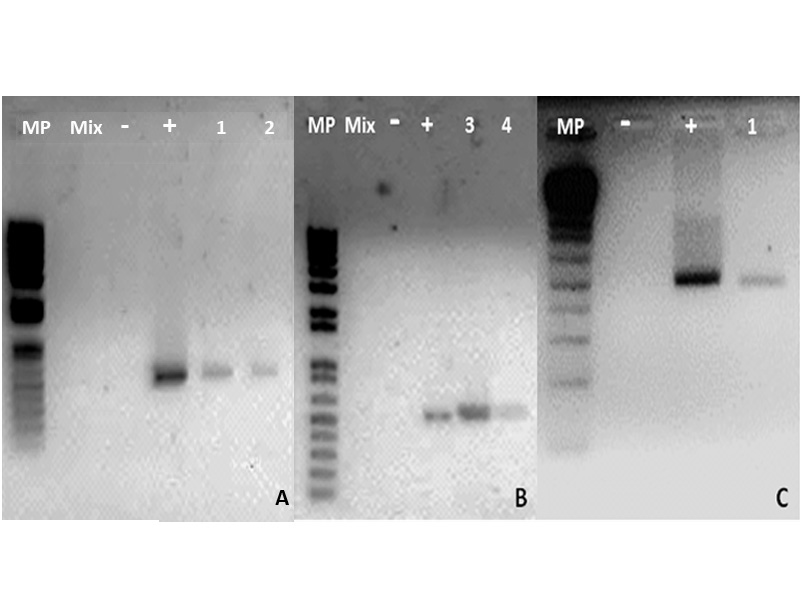 MP Mix - + 1 2
A
MP Mix - + 3 4
B
MP - + 1
C